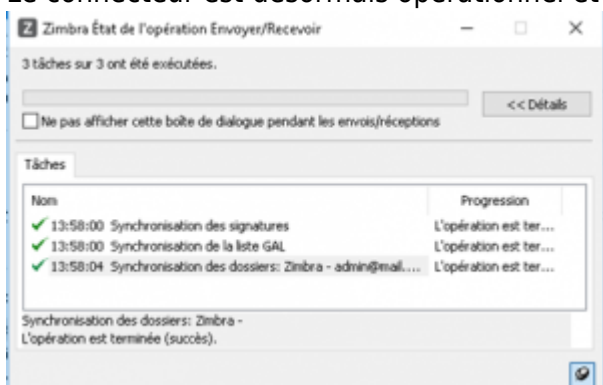 Le connecteur est désormais opérationnel et
Z Zimbra État de l'opération Envoyer/Recevoir
3 tâches sur 3 ont été exécutées.
<< Détails
Ne pas afficher cette boîte de dialogue pendant les envois/réceptions
Tâches
Nom Progression
13:58:00 Synchronisation des signatures L'opération est ter...
13:58:00 Synchronisation de la liste GAL L'opération est ter...
13:58:04 Synchronisation des dossiers: Zimbra - admin@mail.... L'opération est ter...
Synchronisation des dossiers: Zimbra -
L'opération est terminée (succès).